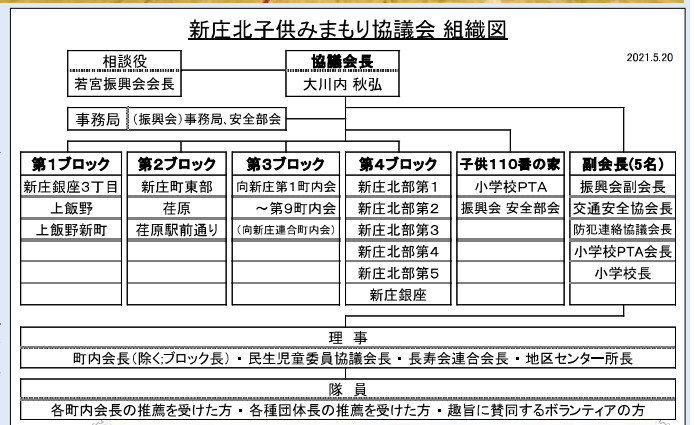 新庄北子供みまもり協議会 組織図
2021.5.20
相談役
若宮振興会会長
協議会長
大川内 秋弘
事務局
(振興会)事務局、安全部会
第1ブロック
新庄銀座3丁目
上飯野
上飯野新町
第2ブロック
新庄町東部
荏原
荏原駅前通り
第3ブロック
向新庄第1町内会
～第9町内会
(向新庄連合町内会)
第4ブロック
新庄北部第1
新庄北部第2
新庄北部第3
新庄北部第4
新庄北部第5
新庄銀座
子供110番の家
小学校PTA
振興会 安全部会
副会長(5名)
振興会副会長
交通安全協会長
防犯連絡協議会長
小学校PTA会長
小学校長
理 事
町内会長(除く;ブロック長)・民生児童委員協議会長・長寿会連合会長・地区センター所長
隊 員
各町内会長の推薦を受けた方・各種団体長の推薦を受けた方・趣旨に賛同するボランティアの方